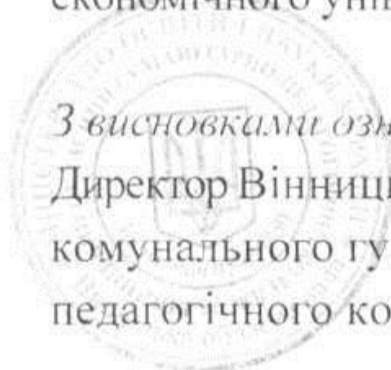 економічного уні
З висновками озн
Директор Вінниц
комунального гу
педагогічного ко